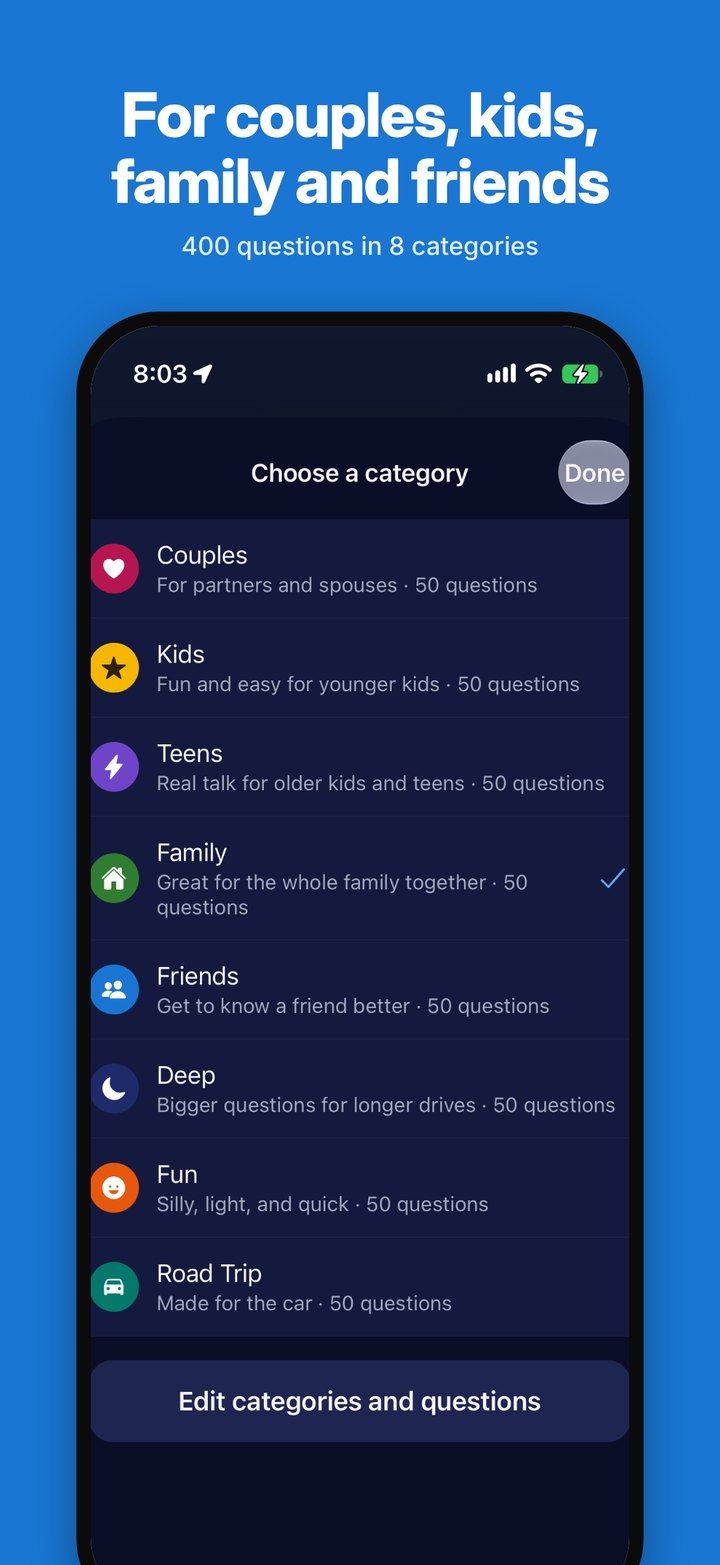 For couples, kids,
family and friends
400 questions in 8 categories
8:03
Choose a category
Done
Couples
For partners and spouses · 50 questions
Kids
Fun and easy for younger kids · 50 questions
Teens
Real talk for older kids and teens · 50 questions
Family
Great for the whole family together · 50
questions
Friends
Get to know a friend better · 50 questions
Deep
Bigger questions for longer drives · 50 questions
Fun
Silly, light, and quick · 50 questions
Road Trip
Made for the car · 50 questions
Edit categories and questions